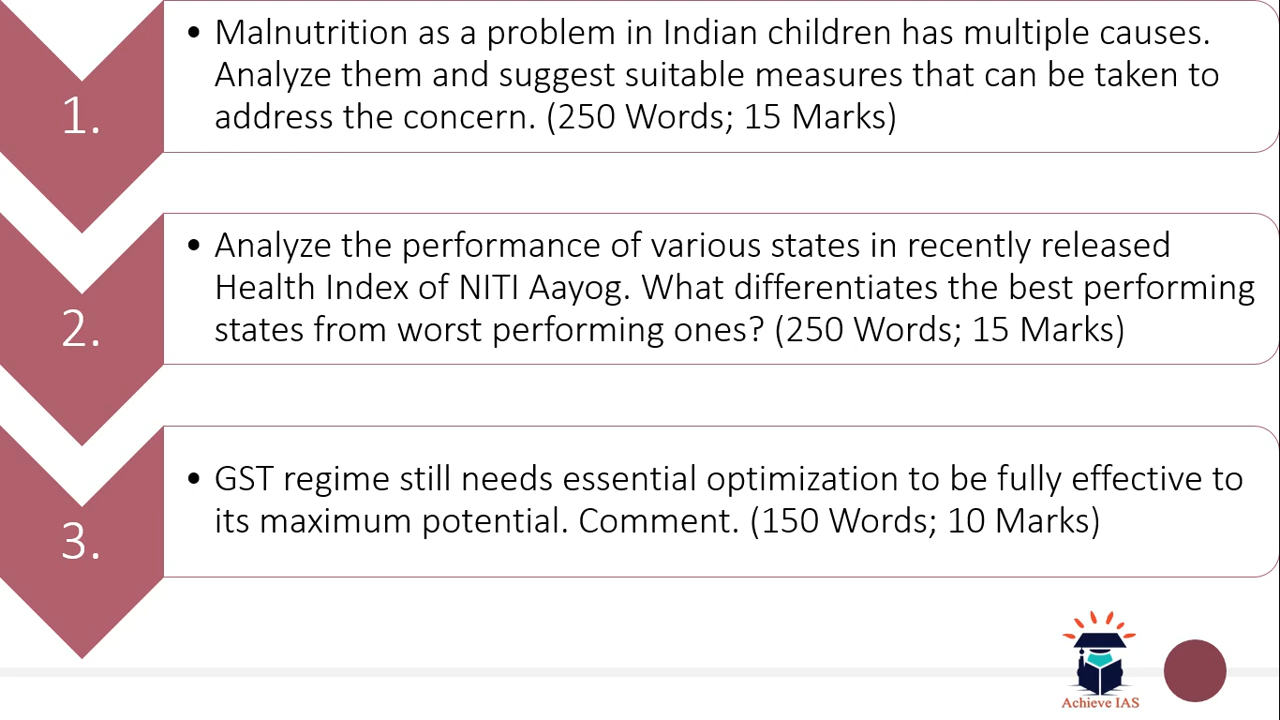 1.
• Malnutrition as a problem in Indian children has multiple causes.
Analyze them and suggest suitable measures that can be taken to
address the concern. (250 Words; 15 Marks)
2.
• Analyze the performance of various states in recently released
Health Index of NITI Aayog. What differentiates the best performing
states from worst performing ones? (250 Words; 15 Marks)
3.
• GST regime still needs essential optimization to be fully effective to
its maximum potential. Comment. (150 Words; 10 Marks)
Achieve IAS